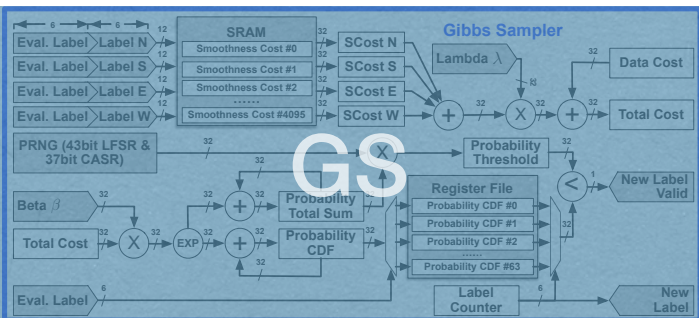 6 6
Gibbs Sampler
Eval. Label Label N 12
Eval. Label Label S 12
Eval. Label Label E 12
Eval. Label Label W 12
SRAM
Smoothness Cost #0
Smoothness Cost #1
Smoothness Cost #2
......
Smoothness Cost #4095
32 SCost N
32 SCost S
32 SCost E
32 SCost W
Lambda λ
+ 32 X 32 + 32
32 Data Cost
Total Cost
PRNG (43bit LFSR &
37bit CASR)
32
GS
X
Probability
Threshold
32
< 1
New Label
Valid
Beta β
Total Cost 32 X 32 EXP 32
+ 32
Probability
Total Sum
32
+ 32
Probability
CDF
32
32
Register File
Probability CDF #0
Probability CDF #1
Probability CDF #2
......
Probability CDF #63
32
Eval. Label 6
Label
Counter
6
New
Label